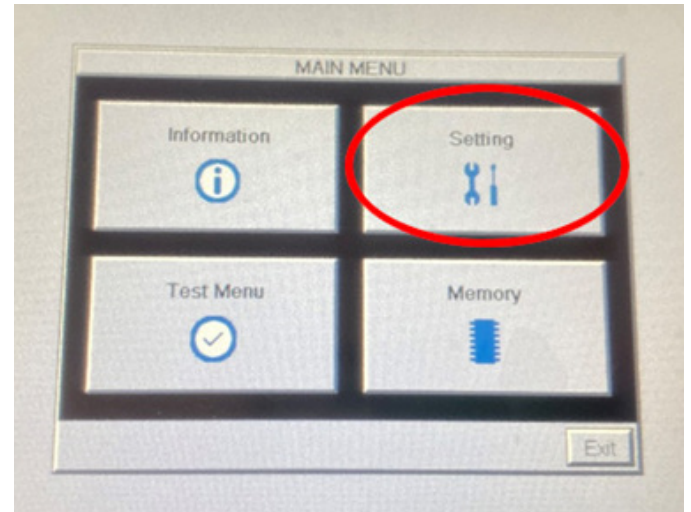 MAIN MENU
Information
Setting
Test Menu
Memory
Exit